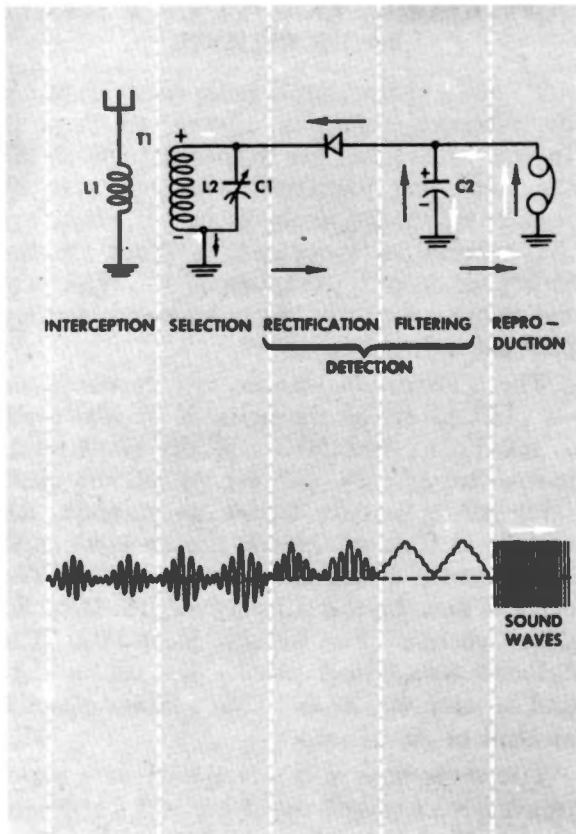 T1
+
L1
L2
C1
+
C2
−
−
INTERCEPTION SELECTION RECTIFICATION FILTERING REPRO –
DUCTION
DETECTION
SOUND
WAVES